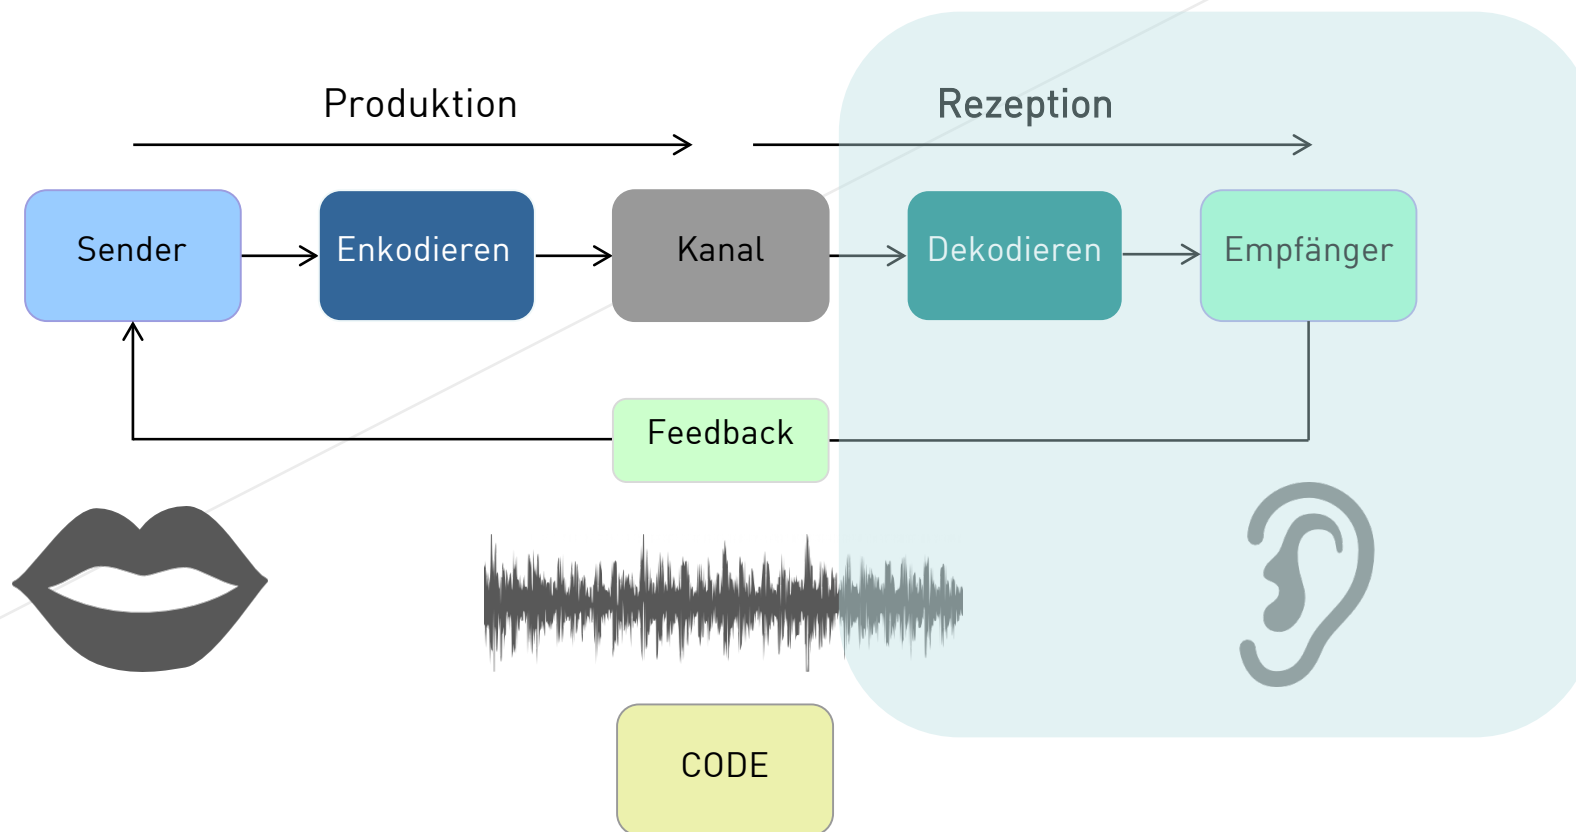 Produktion
Rezeption
Sender
Enkodieren
Kanal
Dekodieren
Empfänger
Feedback
CODE